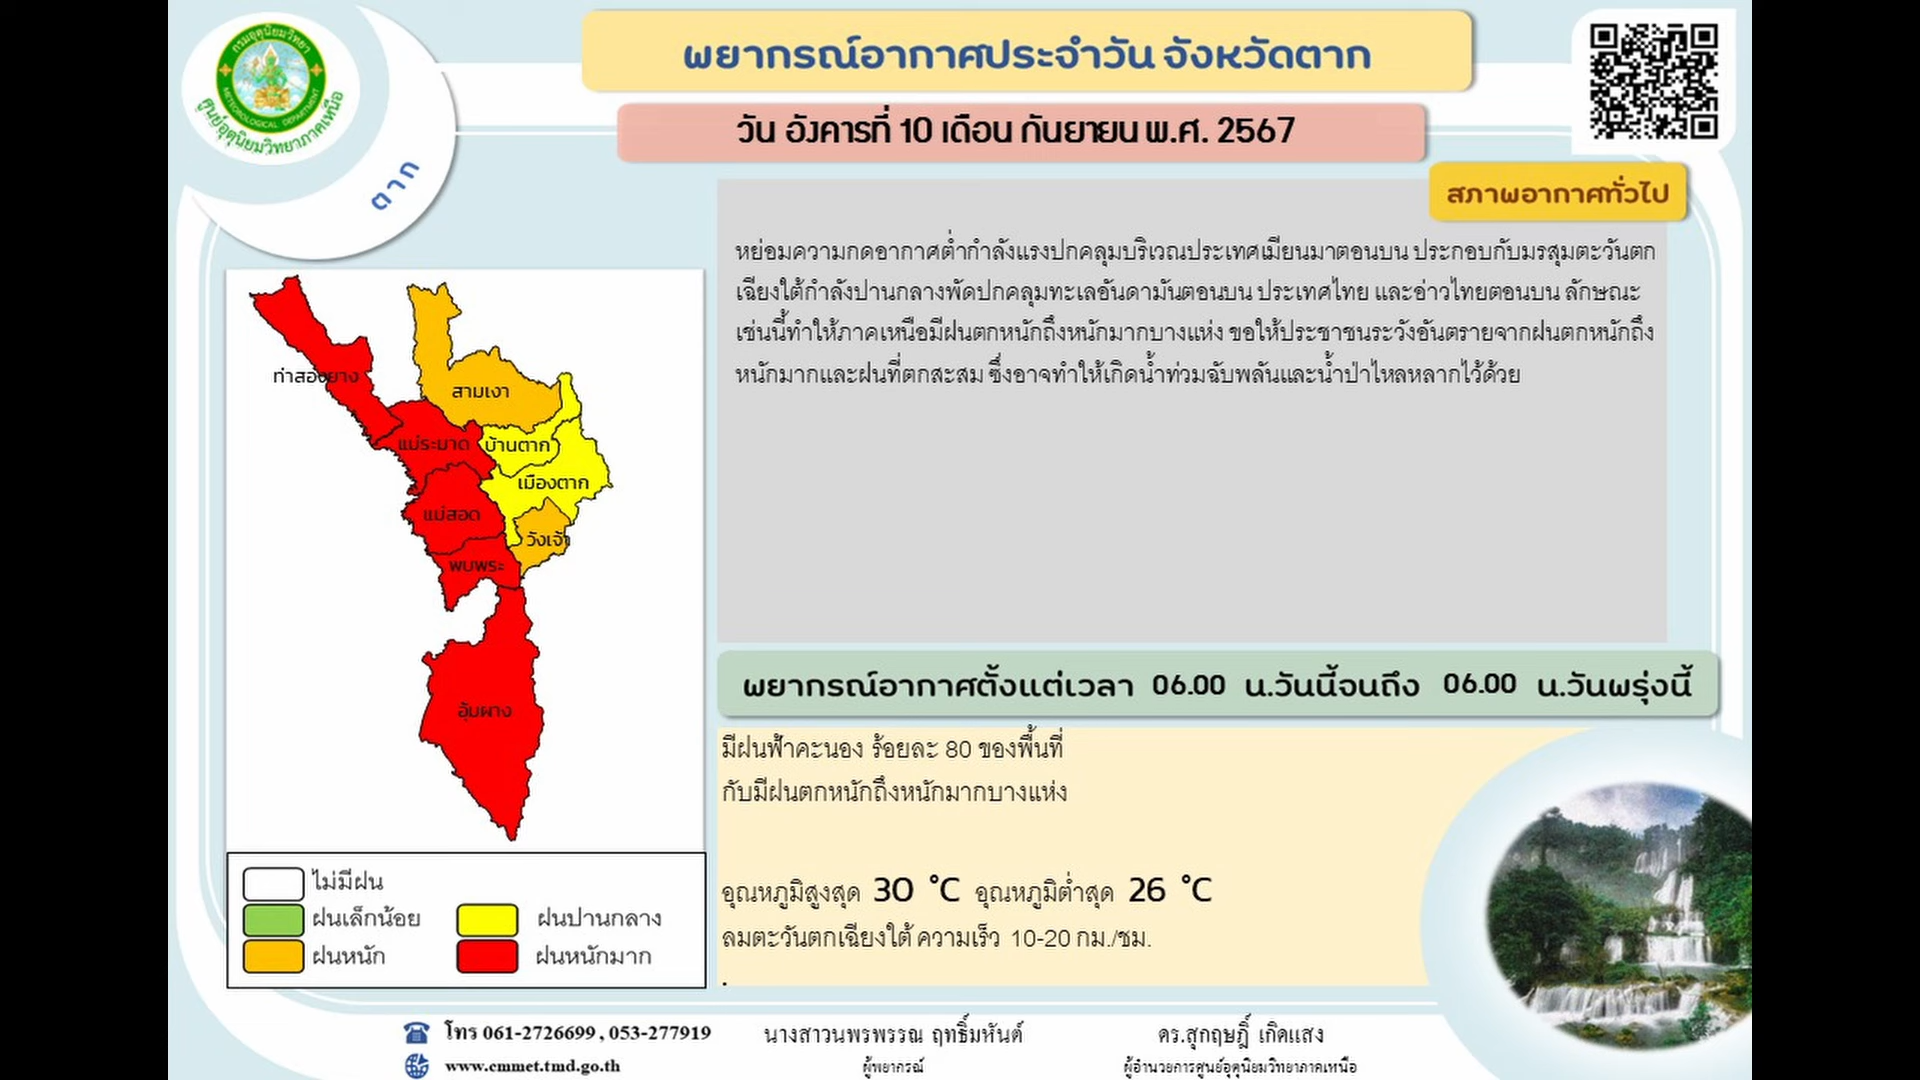 กรมอุตุนิยมวิทยา
METEOROLOGICAL DEPARTMENT
ศูนย์อุตุนิยมวิทยาภาคเหนือ
ตาก
พยากรณ์อากาศประจำวัน จังหวัดตาก
วัน อังคารที่ 10 เดือน กันยายน พ.ศ. 2567
สภาพอากาศทั่วไป
หย่อมความกดอากาศต่ำกำลังแรงปกคลุมบริเวณประเทศเมียนมาตอนบน ประกอบกับมรสุมตะวันตก
เฉียงใต้กำลังปานกลางพัดปกคลุมทะเลอันดามันตอนบน ประเทศไทย และอ่าวไทยตอนบน ลักษณะ
เช่นนี้ทำให้ภาคเหนือมีฝนตกหนักถึงหนักมากบางแห่ง ขอให้ประชาชนระวังอันตรายจากฝนตกหนักถึง
หนักมากและฝนที่ตกสะสม ซึ่งอาจทำให้เกิดน้ำท่วมฉับพลันและน้ำป่าไหลหลากไว้ด้วย
ท่าสองยาง
สามเงา
แม่ระมาด
บ้านตาก
เมืองตาก
แม่สอด
วังเจ้า
พบพระ
อุ้มผาง
ไม่มีฝน
ฝนเล็กน้อย
ฝนปานกลาง
ฝนหนัก
ฝนหนักมาก
พยากรณ์อากาศตั้งแต่เวลา 06.00 น.วันนี้จนถึง 06.00 น.วันพรุ่งนี้
มีฝนฟ้าคะนอง ร้อยละ 80 ของพื้นที่
กับมีฝนตกหนักถึงหนักมากบางแห่ง
อุณหภูมิสูงสุด 30 °C อุณหภูมิต่ำสุด 26 °C
ลมตะวันตกเฉียงใต้ ความเร็ว 10-20 กม./ชม.
.
โทร 061-2726699 , 053-277919
www.cmmet.tmd.go.th
นางสาวนพรพรรณ ฤทธิ์มหันต์
ผู้พยากรณ์
ดร.สุกฤษฎิ์ เกิดแสง
ผู้อำนวยการศูนย์อุตุนิยมวิทยาภาคเหนือ